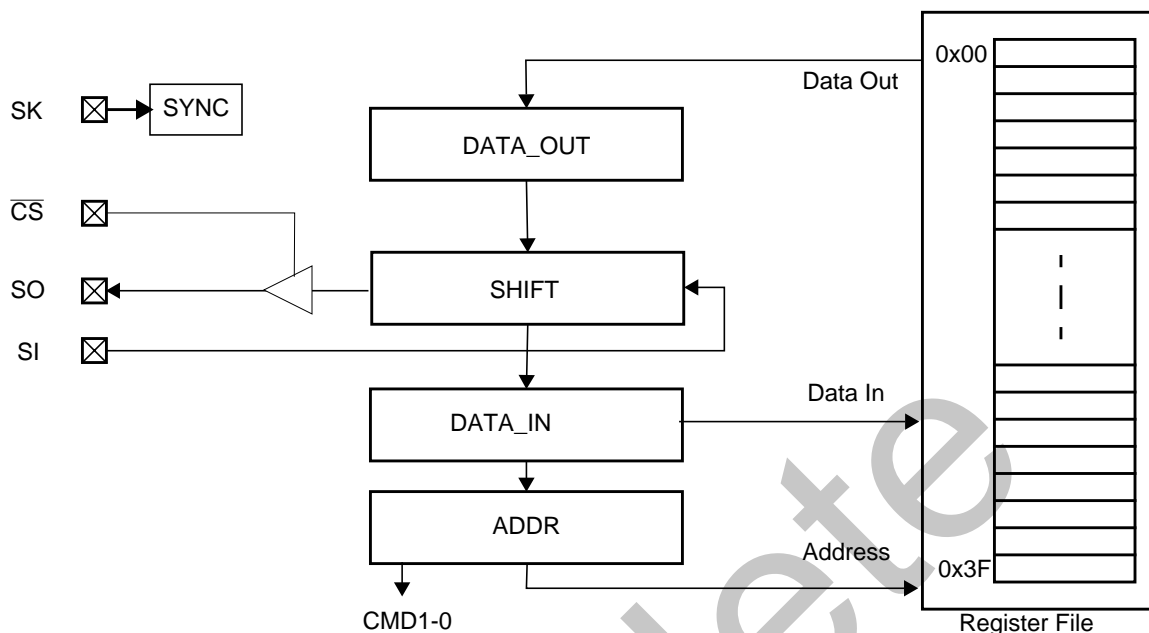 0x00
Data Out
SK
SYNC
DATA_OUT
CS
SO
SHIFT
SI
Data In
DATA_IN
ADDR
Address
0x3F
CMD1-0
Register File
lete